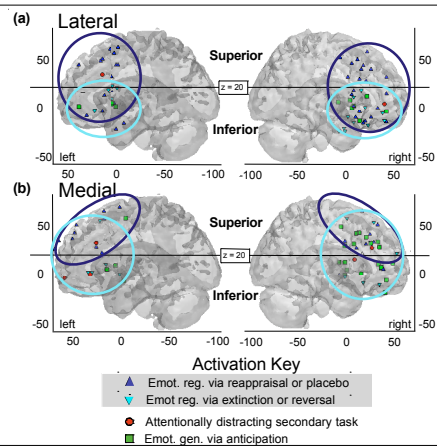 (a) Lateral
50
Superior
50
z = 20
0
0
Inferior
-50
left
right
50
0
-50
-100
-100
-50
0
50
(b) Medial
50
Superior
50
z = 20
0
0
Inferior
-50
-50
left
right
50
0
-50
-100
-100
-50
0
50
Activation Key
Emot. reg. via reappraisal or placebo
Emot reg. via extinction or reversal
Attentionally distracting secondary task
Emot. gen. via anticipation